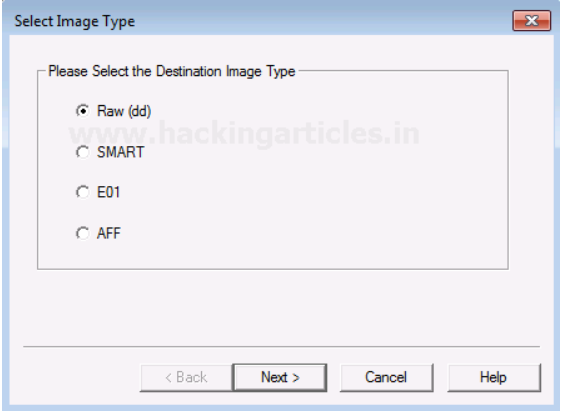 Select Image Type
Please Select the Destination Image Type
Raw (dd)
www.hackingarticles.in
SMART
E01
AFF
< Back
Next >
Cancel
Help